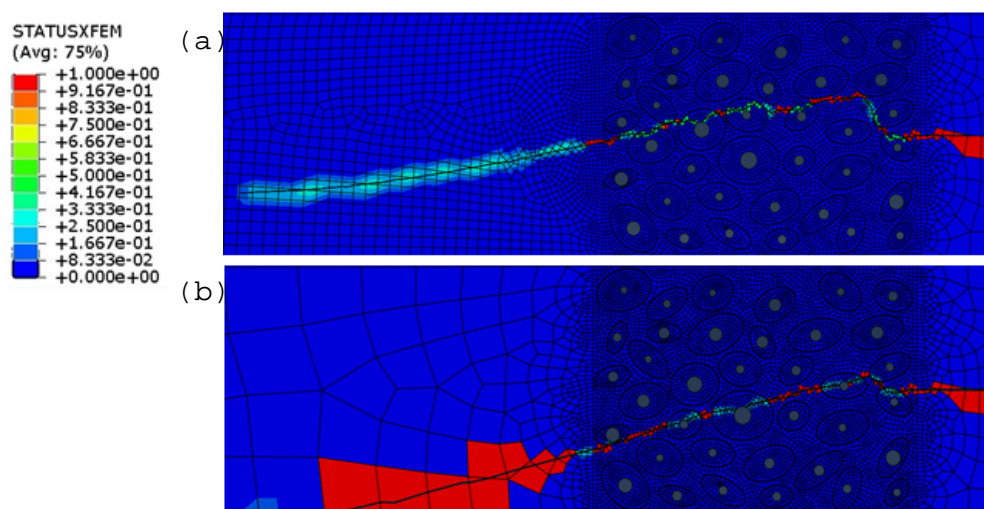 STATUSXFEM
(Avg: 75%)
+1.000e+00
+9.167e-01
+8.333e-01
+7.500e-01
+6.667e-01
+5.833e-01
+5.000e-01
+4.167e-01
+3.333e-01
+2.500e-01
+1.667e-01
+8.333e-02
+0.000e+00
(a)
(b)